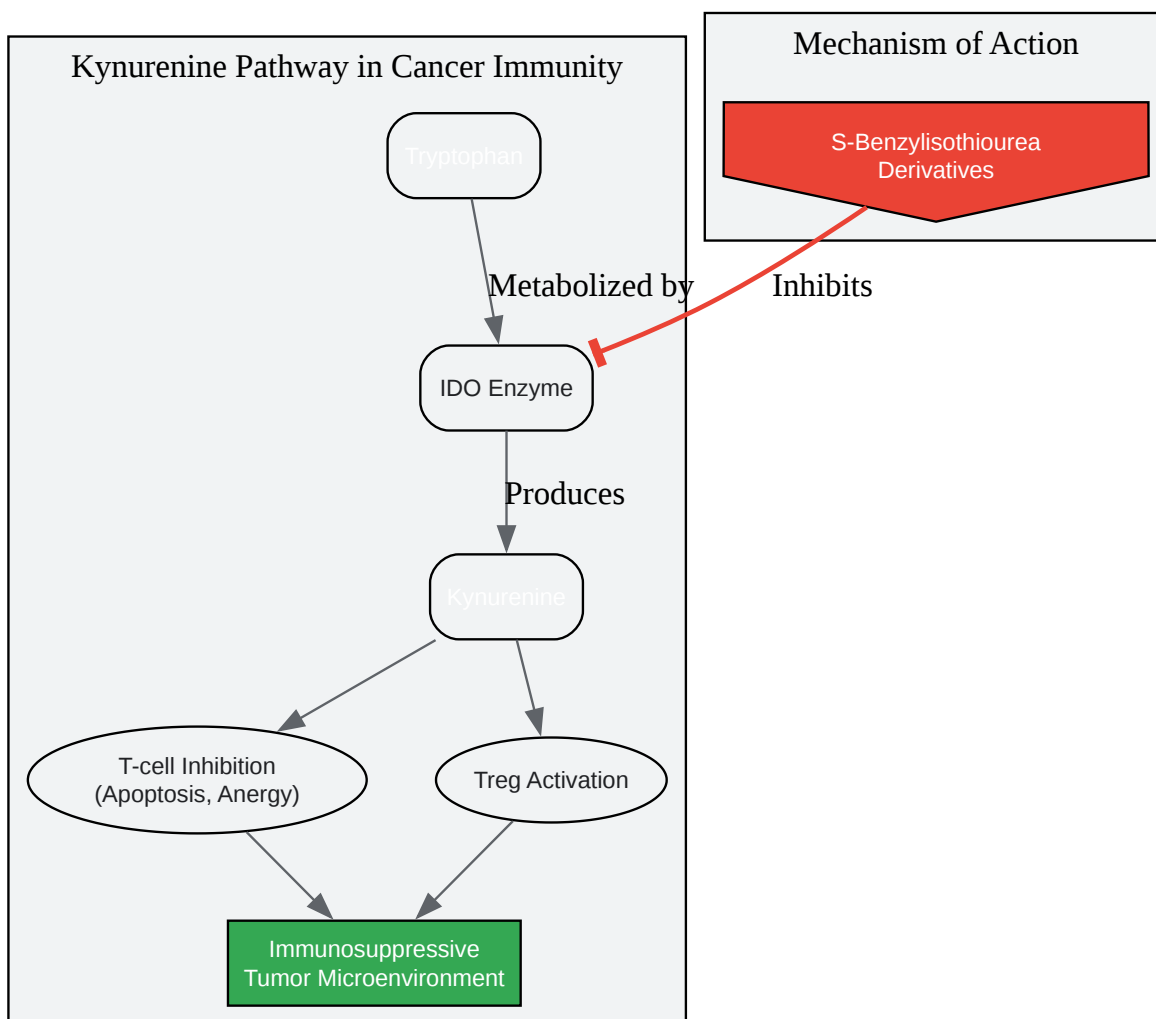 Kynurenine Pathway in Cancer Immunity
Mechanism of Action
Tryptophan
S-Benzylisothiourea
Derivatives
Metabolized by
Inhibits
IDO Enzyme
Produces
Kynurenine
T-cell Inhibition
(Apoptosis, Anergy)
Treg Activation
Immunosuppressive
Tumor Microenvironment